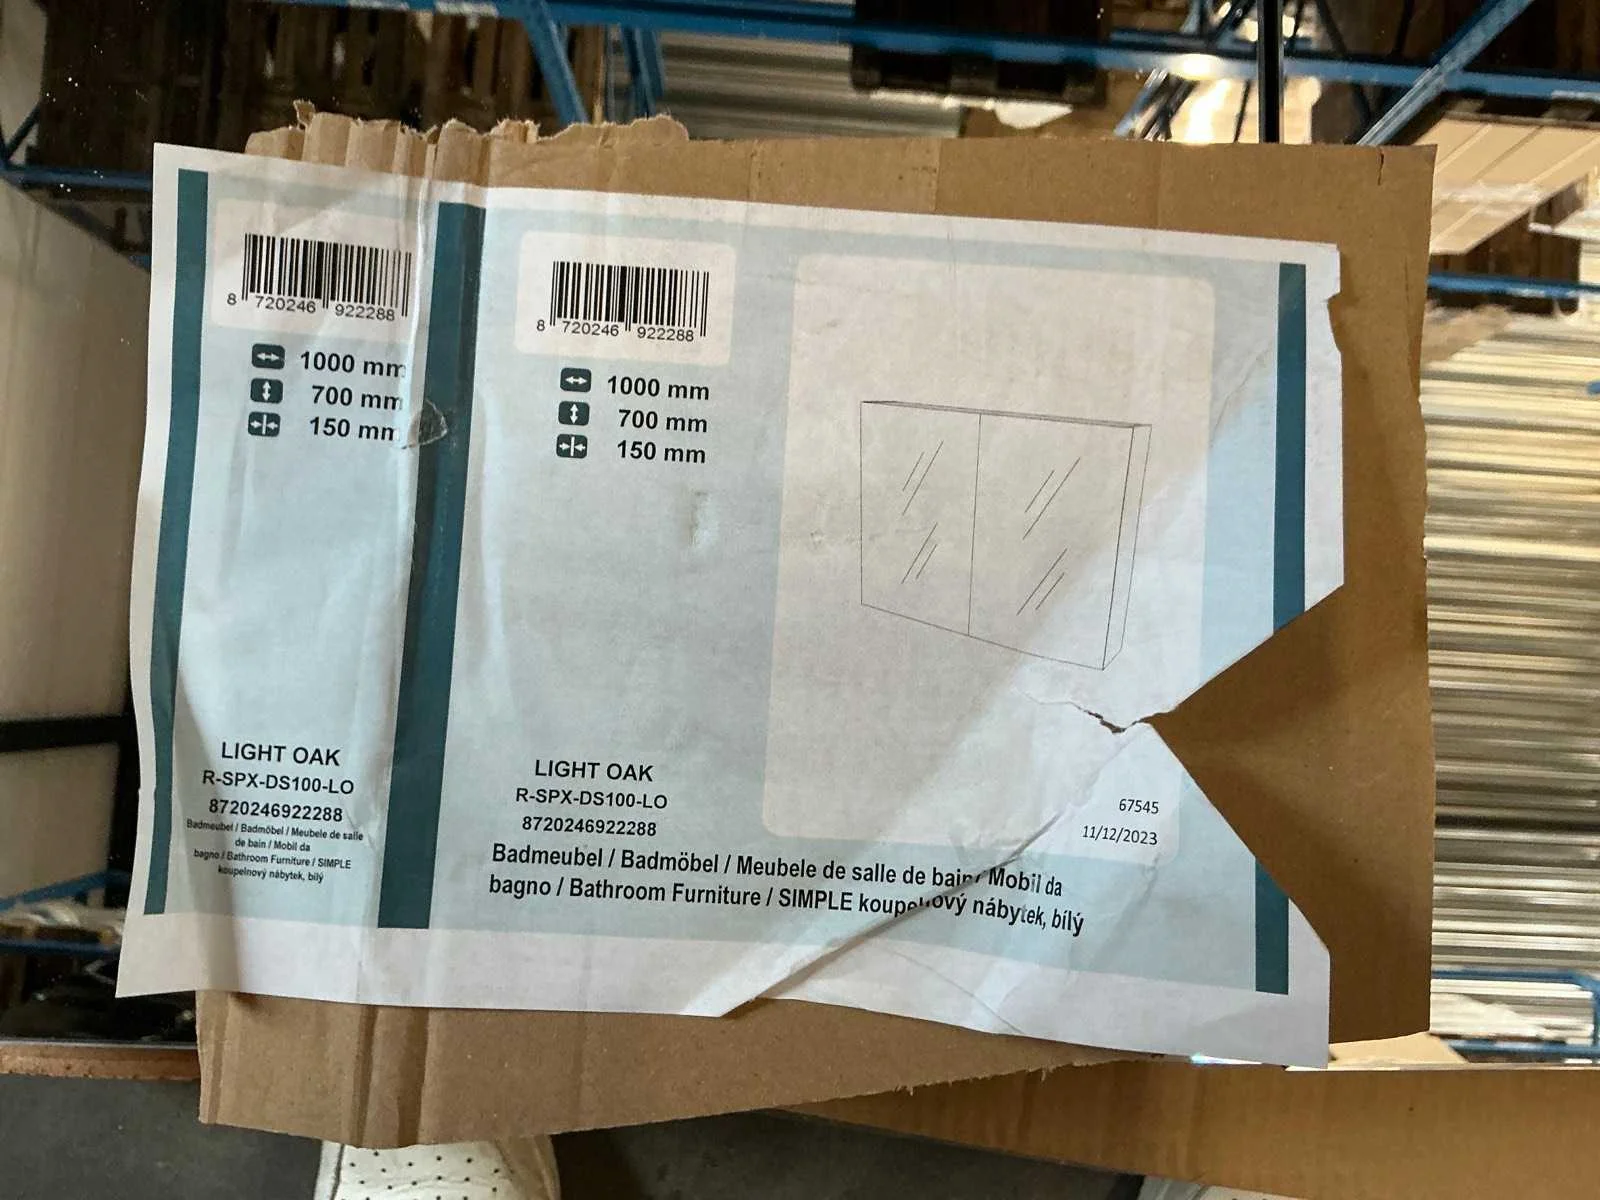 8 720246 922288
1000 mm
700 mm
150 mm
LIGHT OAK
R-SPX-DS100-LO
8720246922288
Badmeubel / Badmöbel / Meubele de salle
de bain / Mobil da
bagno / Bathroom Furniture / SIMPLE
koupelnový nábytek, bílý
8 720246 922288
1000 mm
700 mm
150 mm
LIGHT OAK
R-SPX-DS100-LO
8720246922288
Badmeubel / Badmöbel / Meubele de salle de bain / Mobil da
bagno / Bathroom Furniture / SIMPLE koupelnový nábytek, bílý
67545
11/12/2023